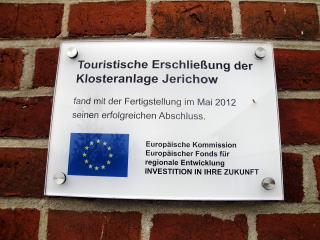 Touristische Erschließung der
Klosteranlage Jerichow
fand mit der Fertigstellung im Mai 2012
seinen erfolgreichen Abschluss.
Europäische Kommission
Europäischer Fonds für
regionale Entwicklung
INVESTITION IN IHRE ZUKUNFT